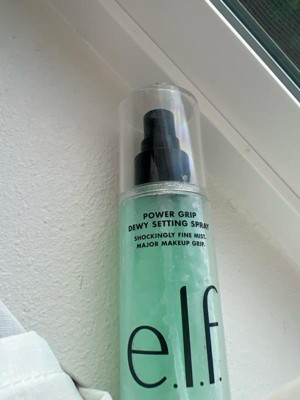 POWER GRIP
DEWY SETTING SPRAY
SHOCKINGLY FINE MIST.
MAJOR MAKEUP GRIP.
e.l.f.